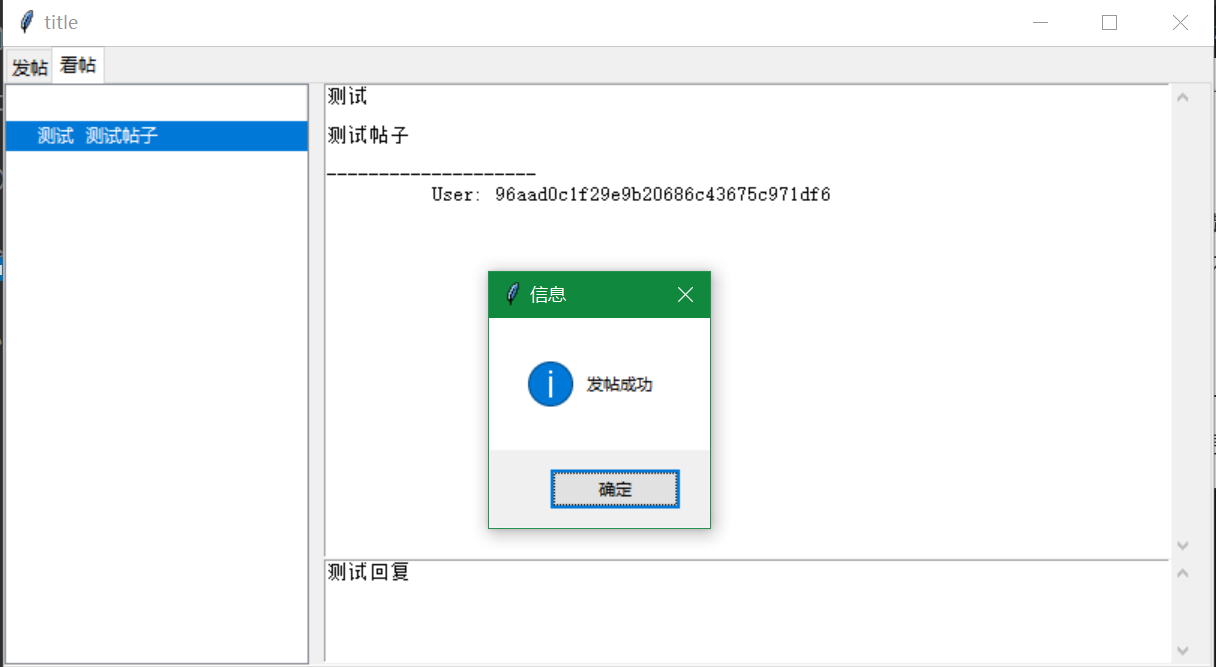 title
发帖 看帖
测试 测试帖子
测试
测试帖子
--------------------
User: 96aad0c1f29e9b20686c43675c971df6
信息
发帖成功
确定
测试回复